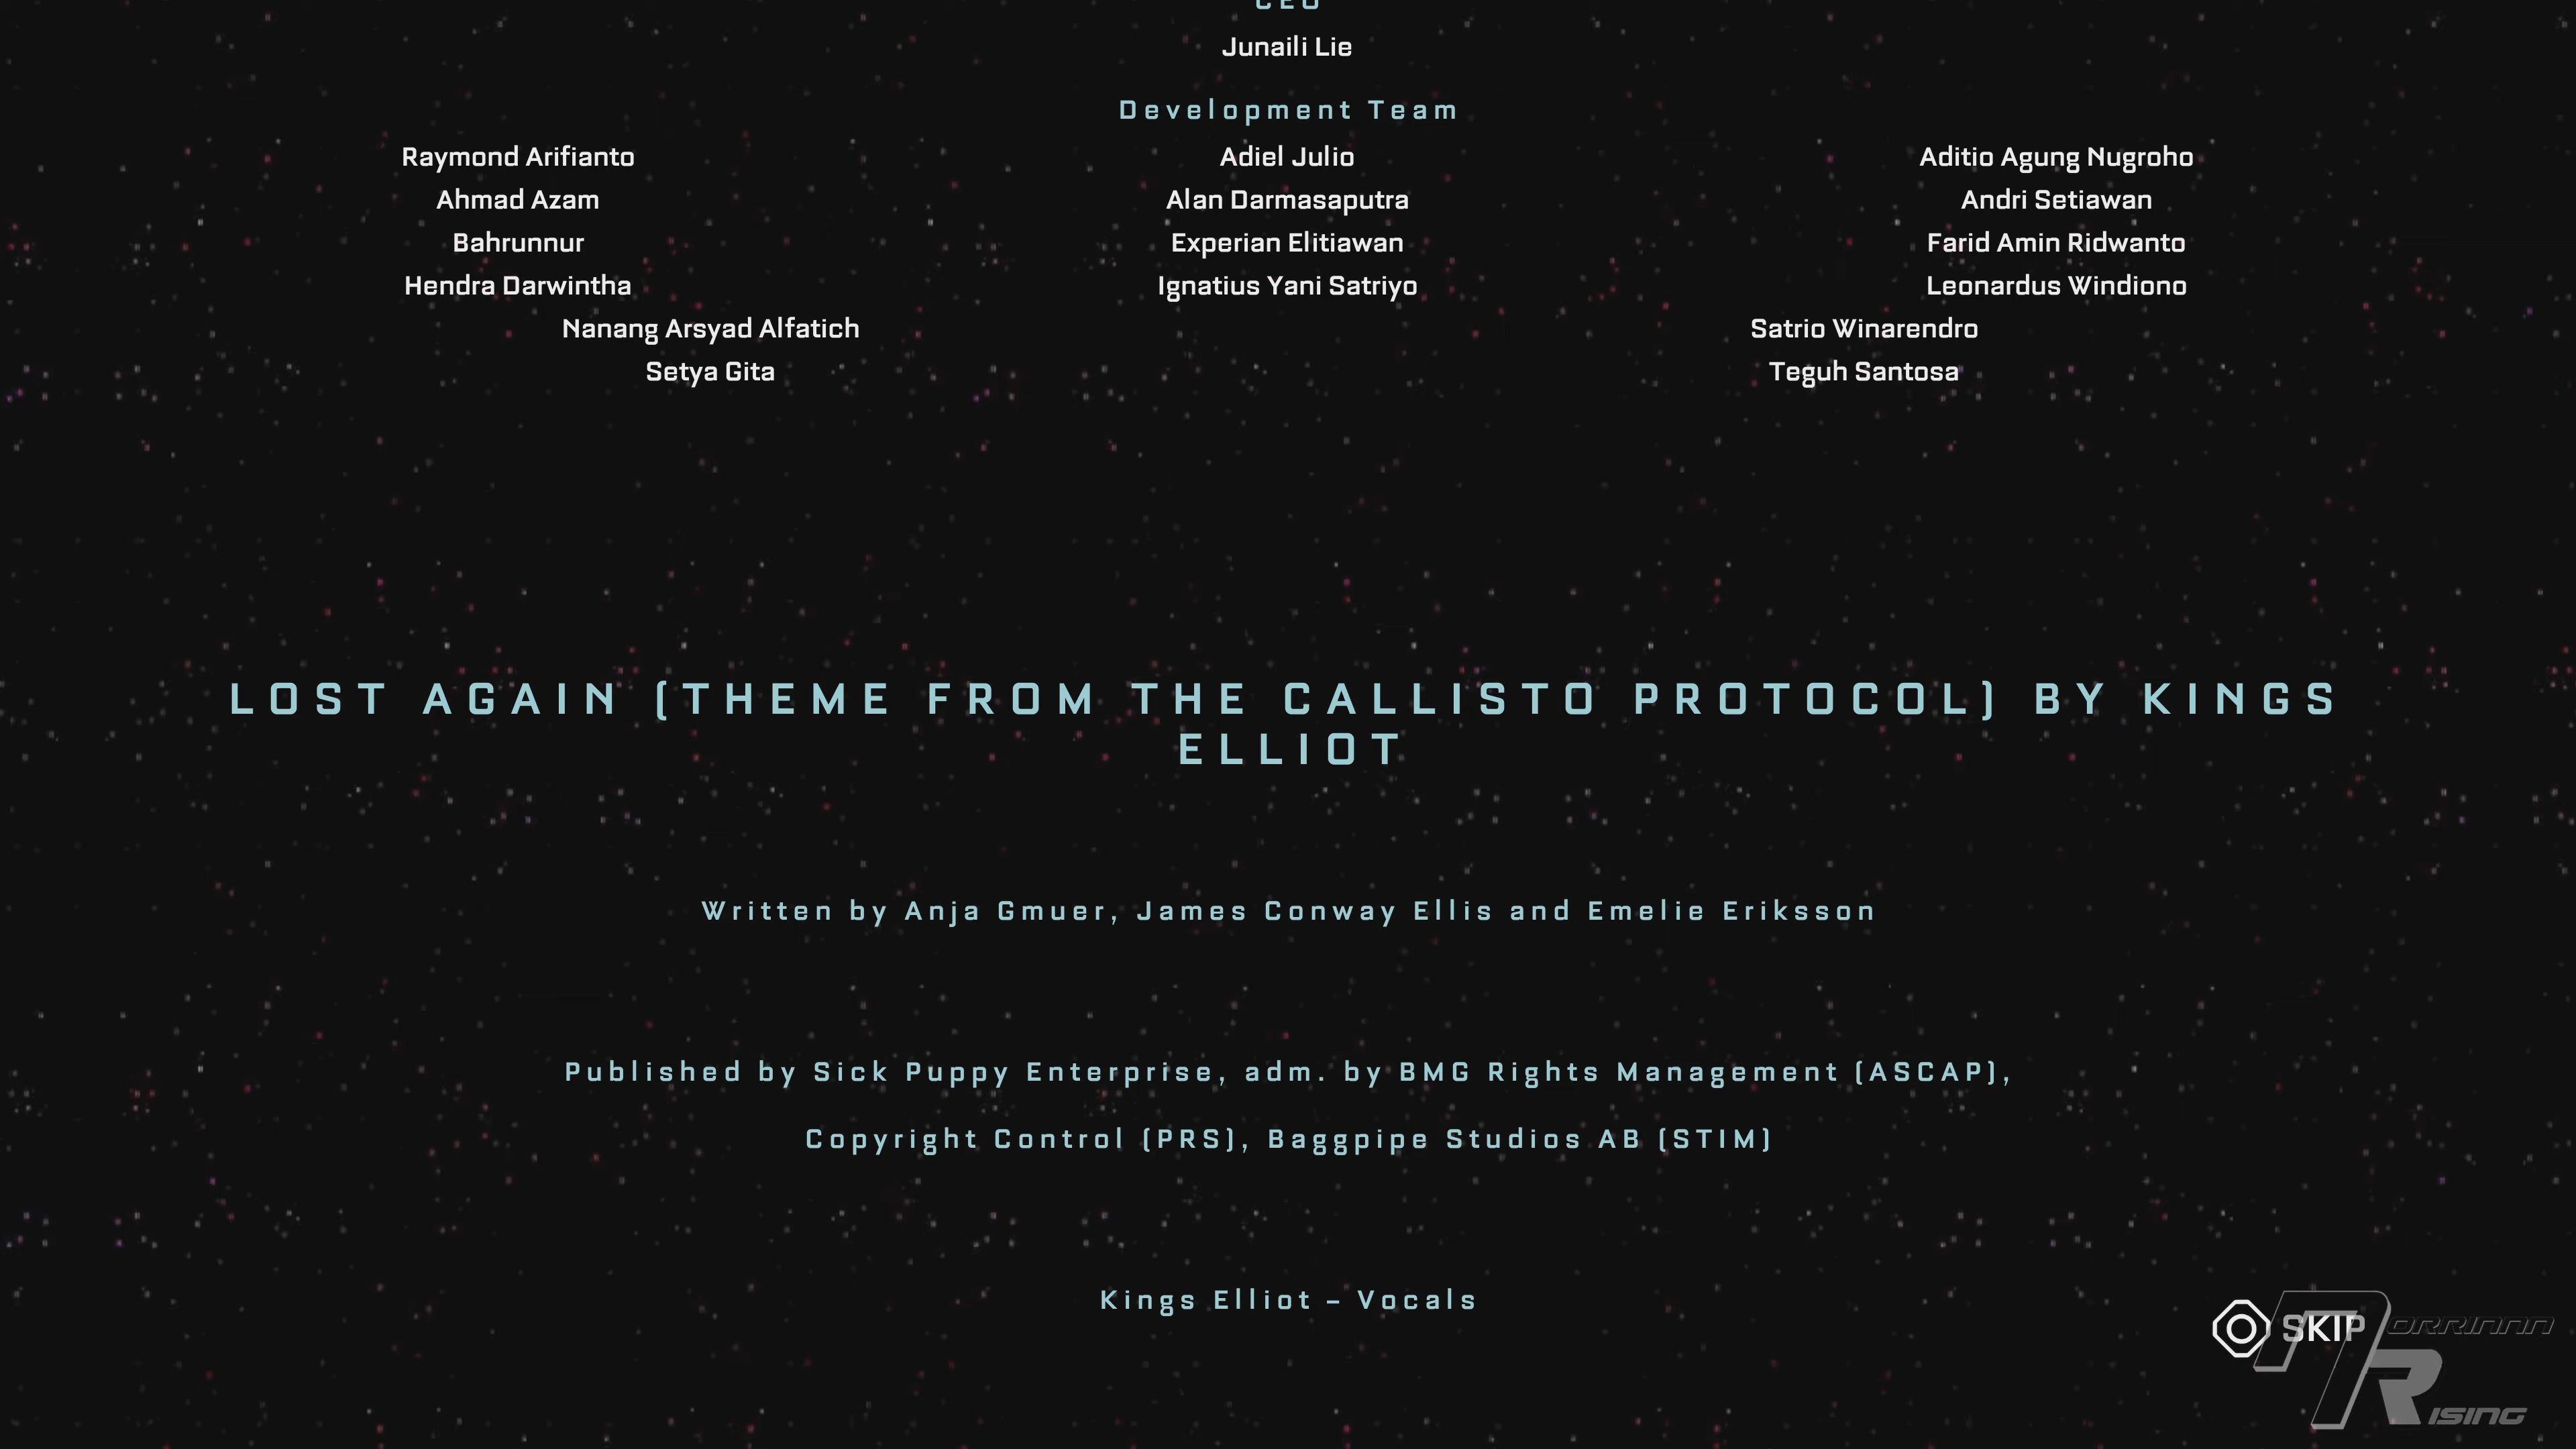 CEO
Junaili Lie
Development Team
Raymond Arifianto Adiel Julio Aditio Agung Nugroho
Ahmad Azam Alan Darmasaputra Andri Setiawan
Bahrunnur Experian Elitiawan Farid Amin Ridwanto
Hendra Darwintha Ignatius Yani Satriyo Leonardus Windiono
Nanang Arsyad Alfatich Satrio Winarendro
Setya Gita Teguh Santosa
LOST AGAIN (THEME FROM THE CALLISTO PROTOCOL) BY KINGS
ELLIOT
Written by Anja Gmuer, James Conway Ellis and Emelie Eriksson
Published by Sick Puppy Enterprise, adm. by BMG Rights Management (ASCAP),
Copyright Control (PRS), Baggpipe Studios AB (STIM)
Kings Elliot – Vocals
SKIP
Rising